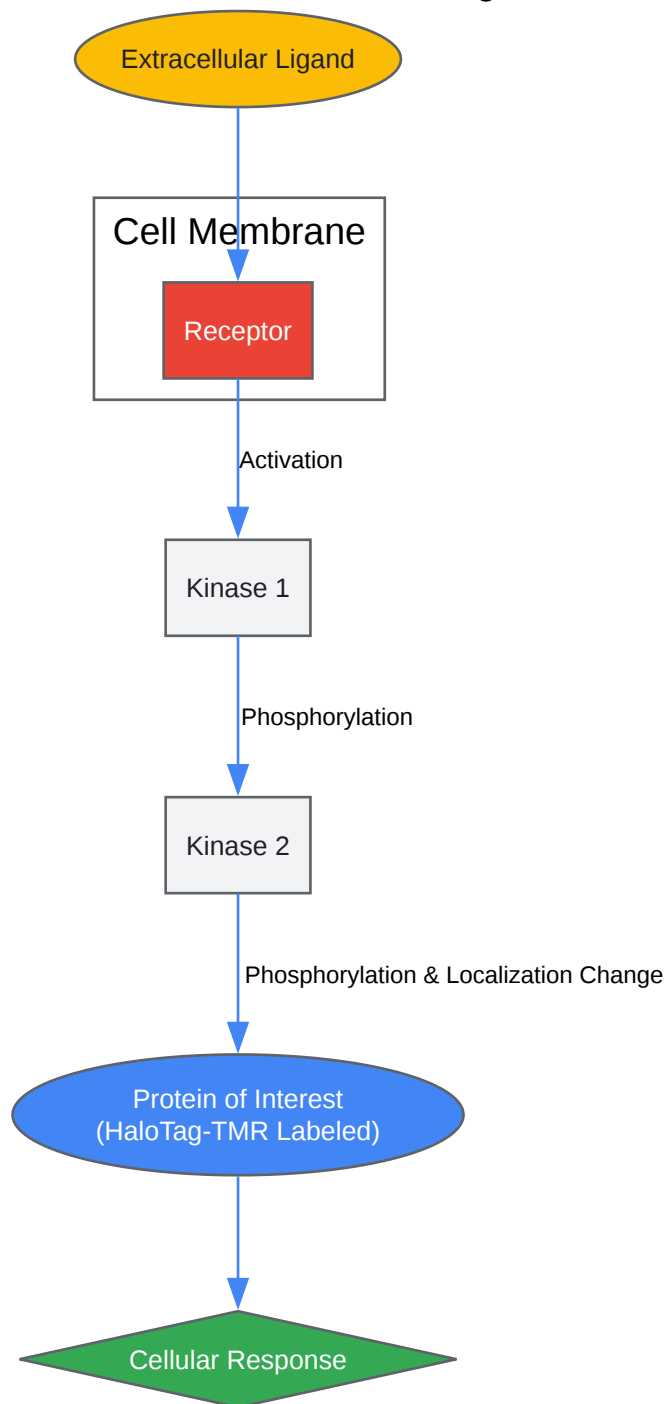 Extracellular Ligand
Cell Membrane
Receptor
Activation
Kinase 1
Phosphorylation
Kinase 2
Phosphorylation & Localization Change
Protein of Interest
(HaloTag-TMR Labeled)
Cellular Response